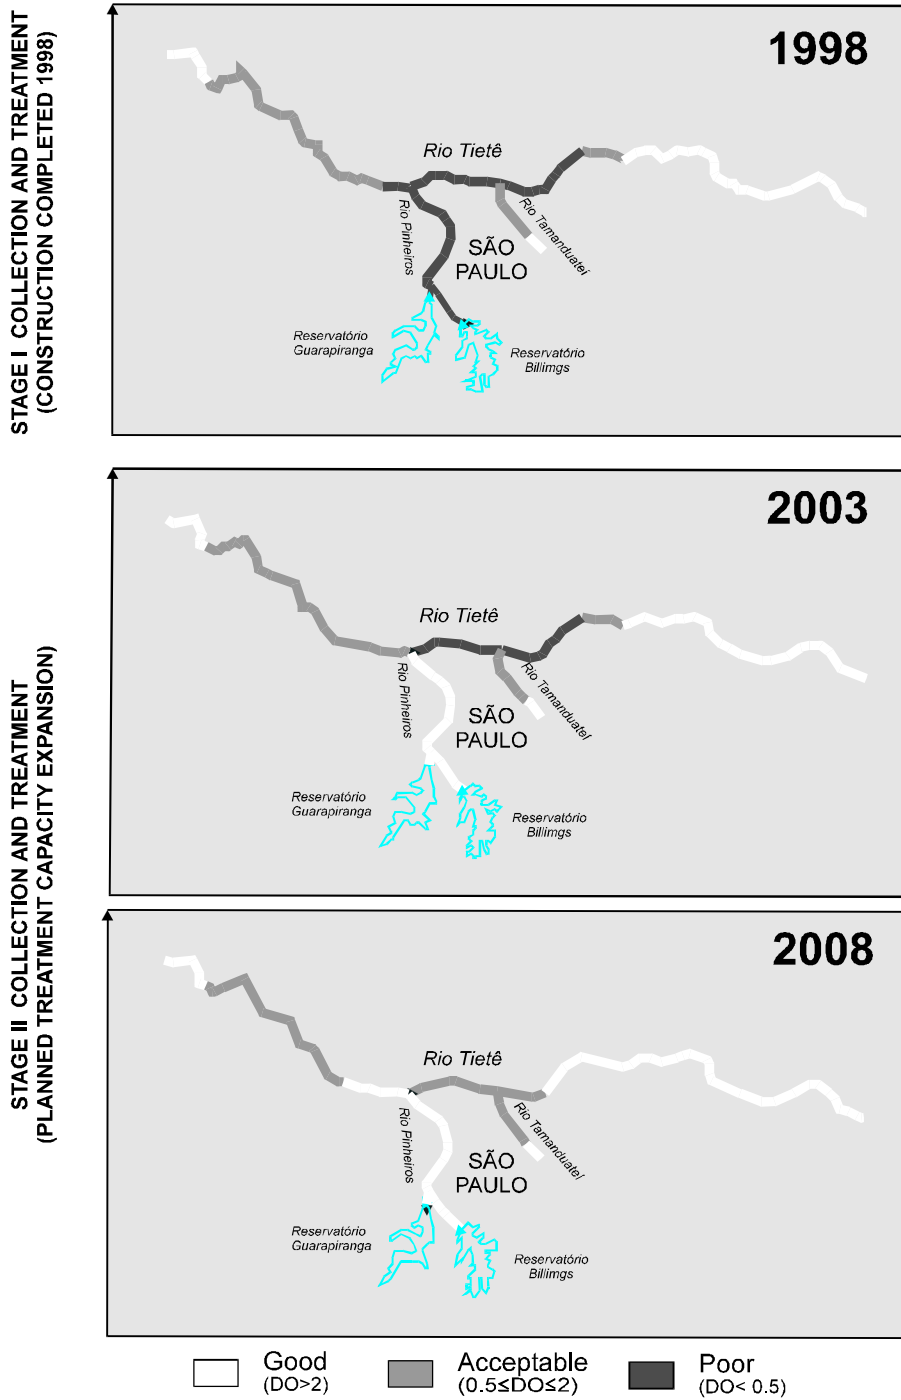 STAGE I COLLECTION AND TREATMENT
(CONSTRUCTION COMPLETED 1998)
1998
Rio Tietê
Rio Pinheiros
Rio Tamanduateí
SÃO
PAULO
Reservatório
Guarapiranga
Reservatório
Billimgs
STAGE II COLLECTION AND TREATMENT
(PLANNED TREATMENT CAPACITY EXPANSION)
2003
Rio Tietê
Rio Pinheiros
Rio Tamanduateí
SÃO
PAULO
Reservatório
Guarapiranga
Reservatório
Billimgs
2008
Rio Tietê
Rio Pinheiros
Rio Tamanduateí
SÃO
PAULO
Reservatório
Guarapiranga
Reservatório
Billimgs
Good
(DO>2)
Acceptable
(0.5≤DO≤2)
Poor
(DO< 0.5)